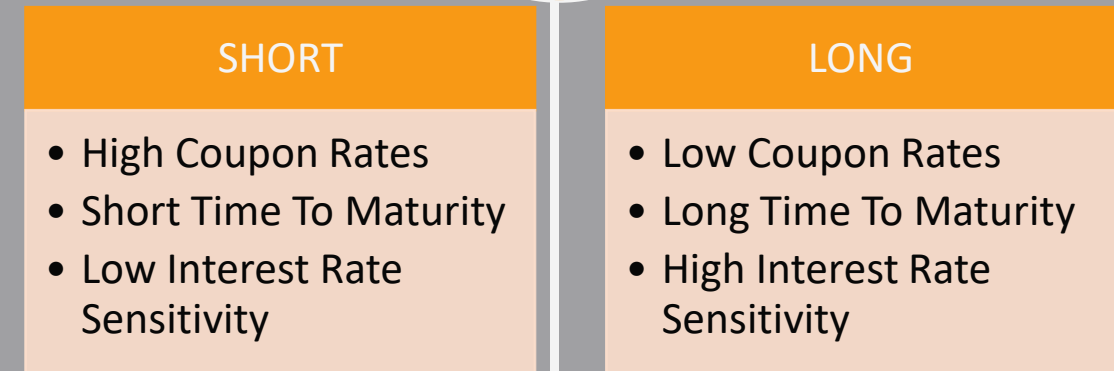 SHORT
• High Coupon Rates
• Short Time To Maturity
• Low Interest Rate
Sensitivity
LONG
• Low Coupon Rates
• Long Time To Maturity
• High Interest Rate
Sensitivity